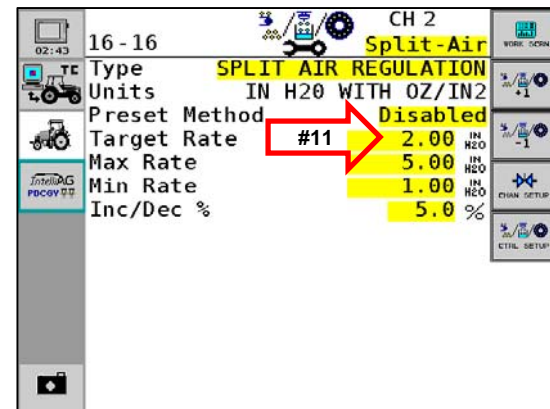 02:43
16-16
CH 2
Split-Air
WORK SCRN
TC
Type SPLIT AIR REGULATION
Units IN H20 WITH OZ/IN2
+1
Preset Method Disabled
Target Rate #11 2.00 IN H2O
-1
Max Rate 5.00 IN H2O
IntelliAG
PDCGY
Min Rate 1.00 IN H2O
CHAN SETUP
Inc/Dec % 5.0 %
CTRL SETUP